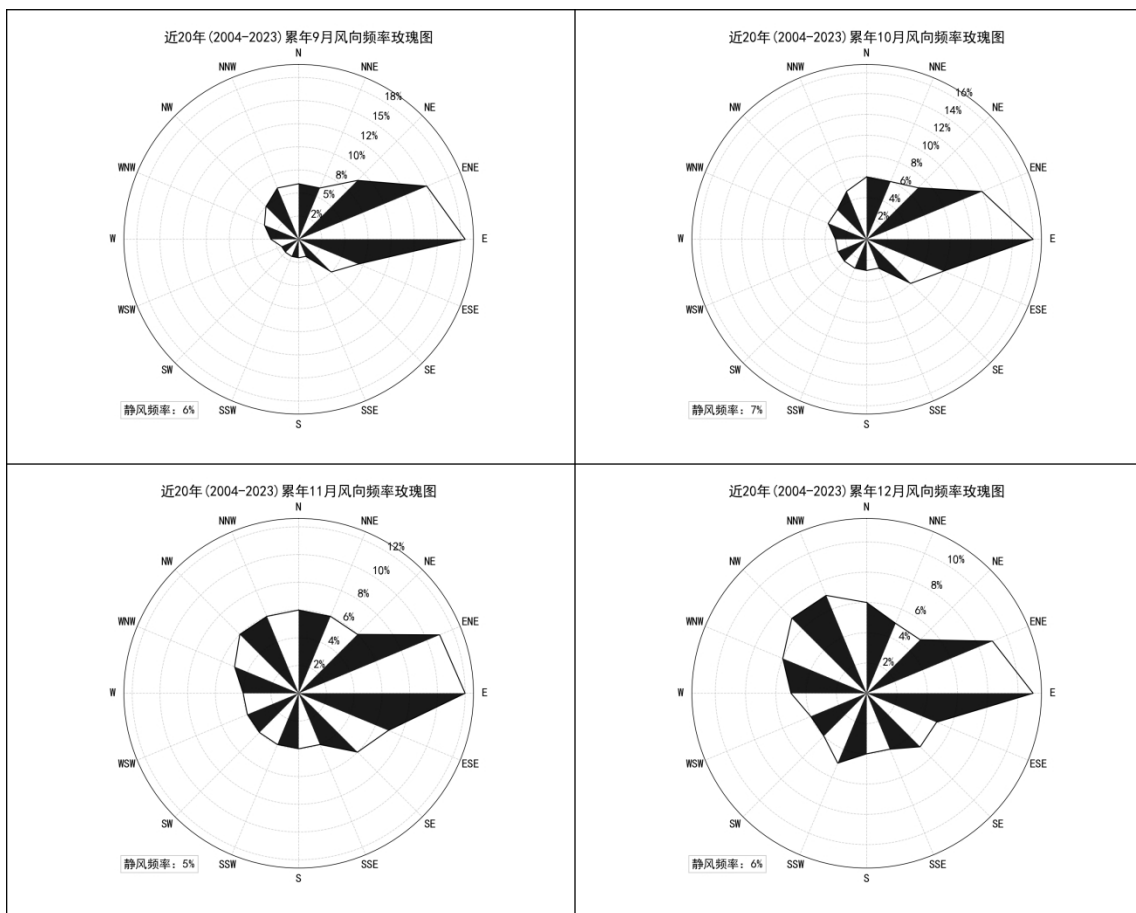 近20年(2004-2023)累年9月风向频率玫瑰图
N
NNW
NNE
18%
NW
NE
15%
12%
10%
WNW
ENE
8%
5%
2%
W
E
WSW
ESE
SW
SE
静风频率：6%
SSW
SSE
S
近20年(2004-2023)累年10月风向频率玫瑰图
N
NNW
NNE
16%
NW
NE
14%
12%
10%
WNW
ENE
8%
6%
4%
2%
W
E
WSW
ESE
SW
SE
静风频率：7%
SSW
SSE
S
近20年(2004-2023)累年11月风向频率玫瑰图
N
NNW
NNE
12%
NW
NE
10%
8%
WNW
ENE
6%
4%
2%
W
E
WSW
ESE
SW
SE
静风频率：5%
SSW
SSE
S
近20年(2004-2023)累年12月风向频率玫瑰图
N
NNW
NNE
10%
NW
NE
8%
WNW
ENE
6%
4%
2%
W
E
WSW
ESE
SW
SE
静风频率：6%
SSW
SSE
S